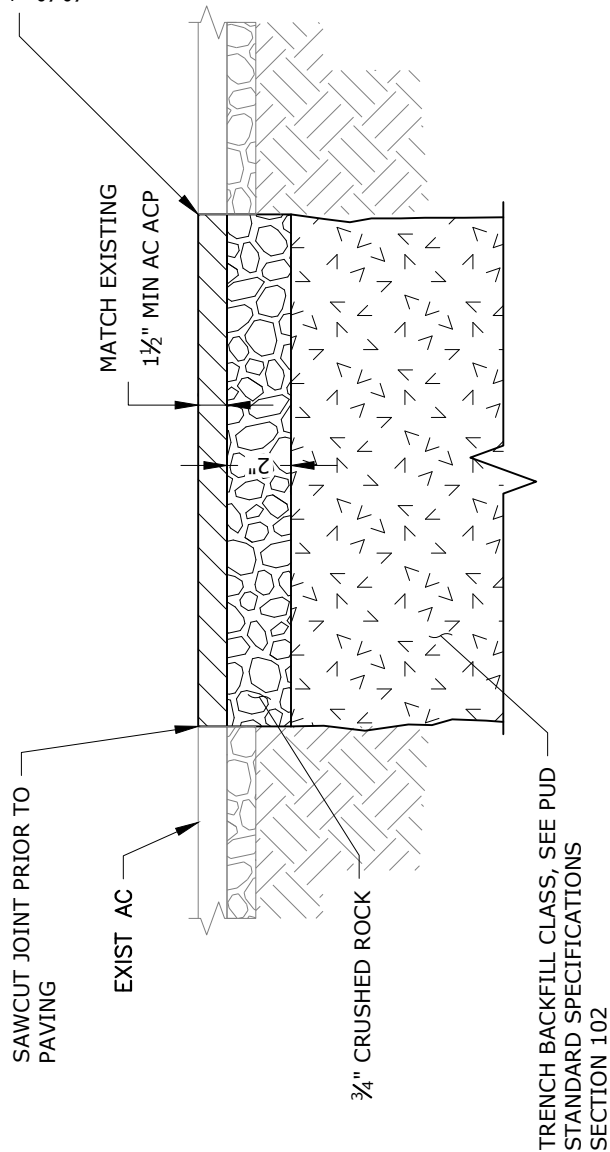 SAWCUT JOINT PRIOR TO
PAVING
EXIST AC
MATCH EXISTING
1½" MIN AC ACP
2"
¾" CRUSHED ROCK
TRENCH BACKFILL CLASS, SEE PUD
STANDARD SPECIFICATIONS
SECTION 102